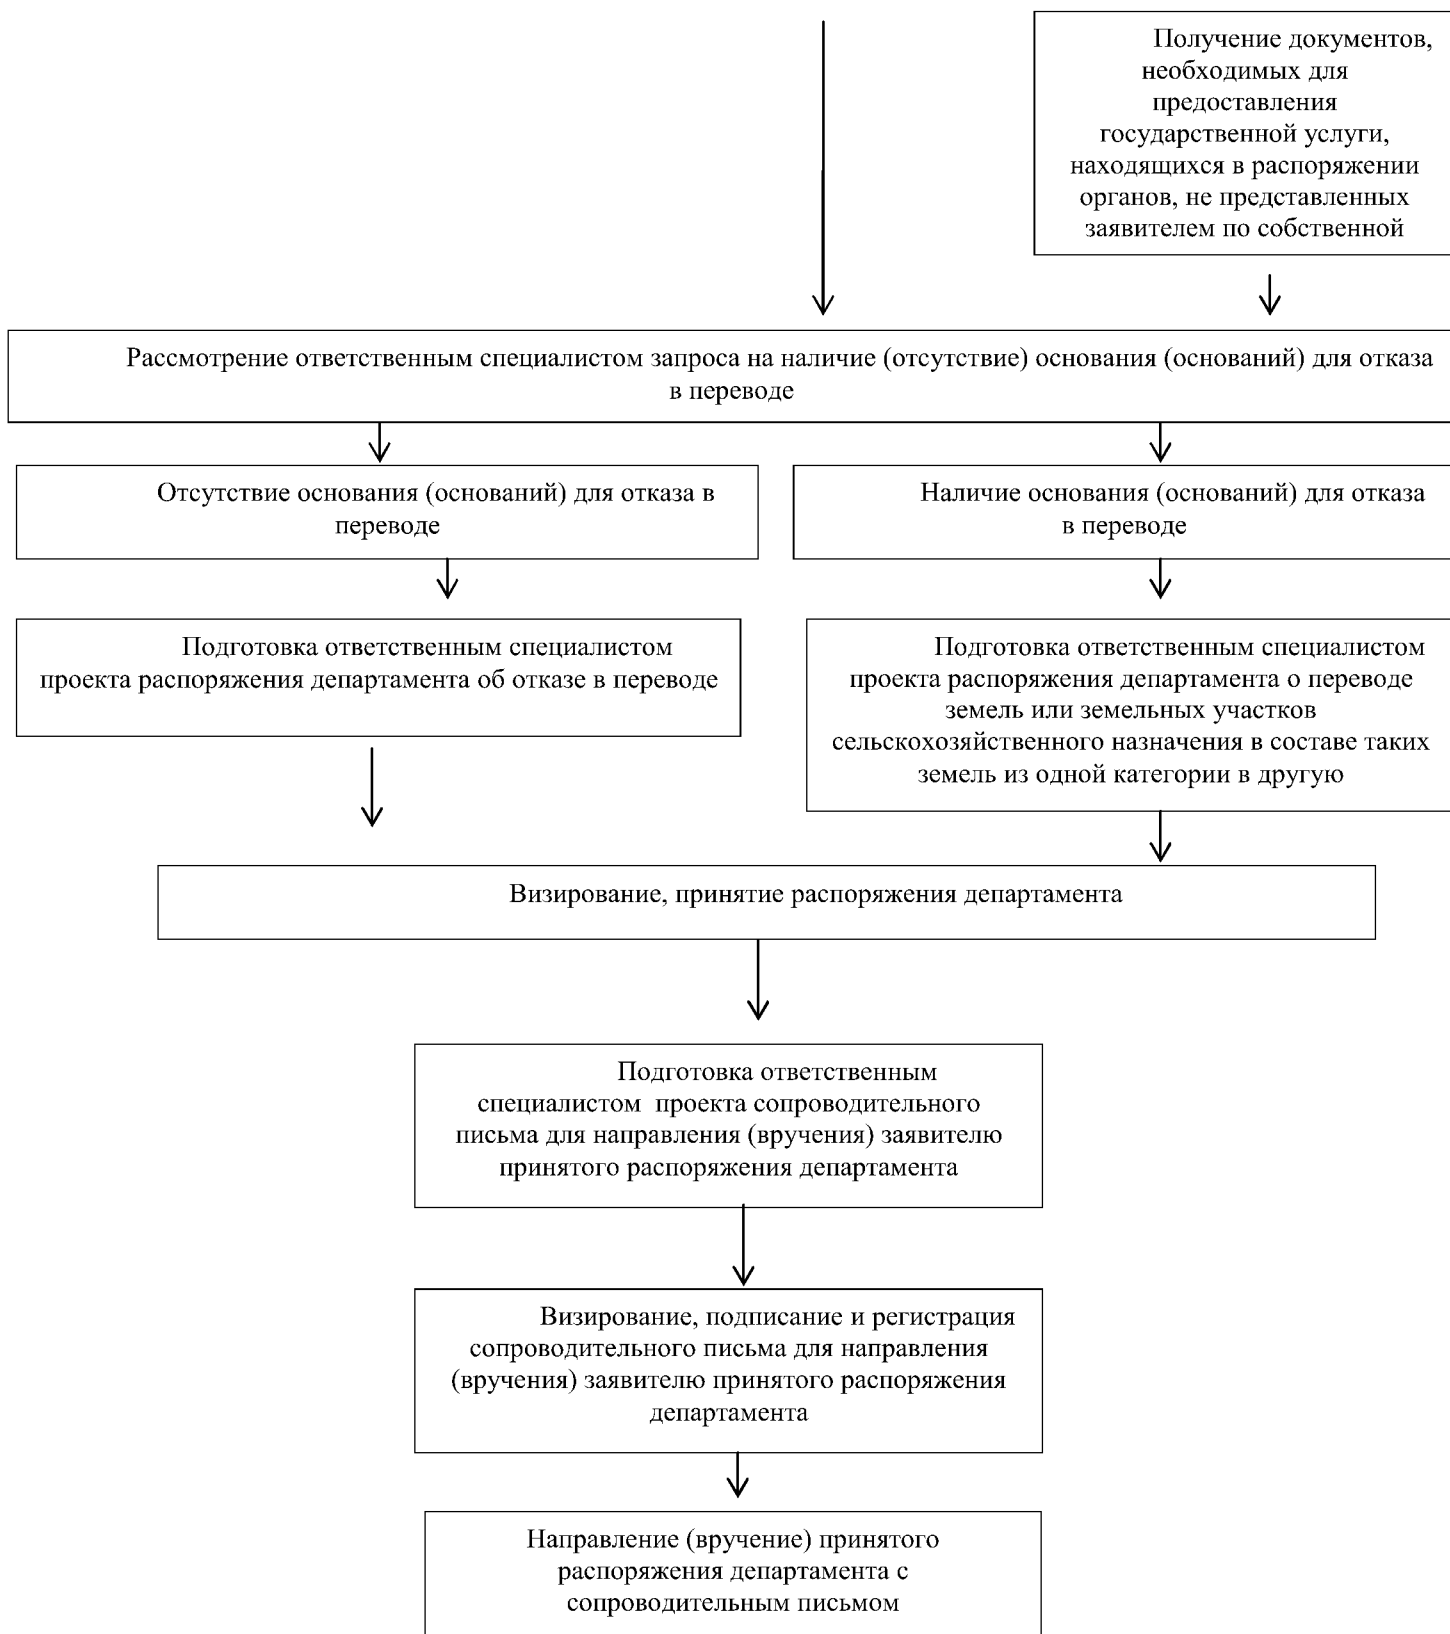 Получение документов,
необходимых для
предоставления
государственной услуги,
находящихся в распоряжении
органов, не представленных
заявителем по собственной
Рассмотрение ответственным специалистом запроса на наличие (отсутствие) основания (оснований) для отказа
в переводе
Отсутствие основания (оснований) для отказа в
переводе
Наличие основания (оснований) для отказа
в переводе
Подготовка ответственным специалистом
проекта распоряжения департамента об отказе в переводе
Подготовка ответственным специалистом
проекта распоряжения департамента о переводе
земель или земельных участков
сельскохозяйственного назначения в составе таких
земель из одной категории в другую
Визирование, принятие распоряжения департамента
Подготовка ответственным
специалистом проекта сопроводительного
письма для направления (вручения) заявителю
принятого распоряжения департамента
Визирование, подписание и регистрация
сопроводительного письма для направления
(вручения) заявителю принятого распоряжения
департамента
Направление (вручение) принятого
распоряжения департамента с
сопроводительным письмом